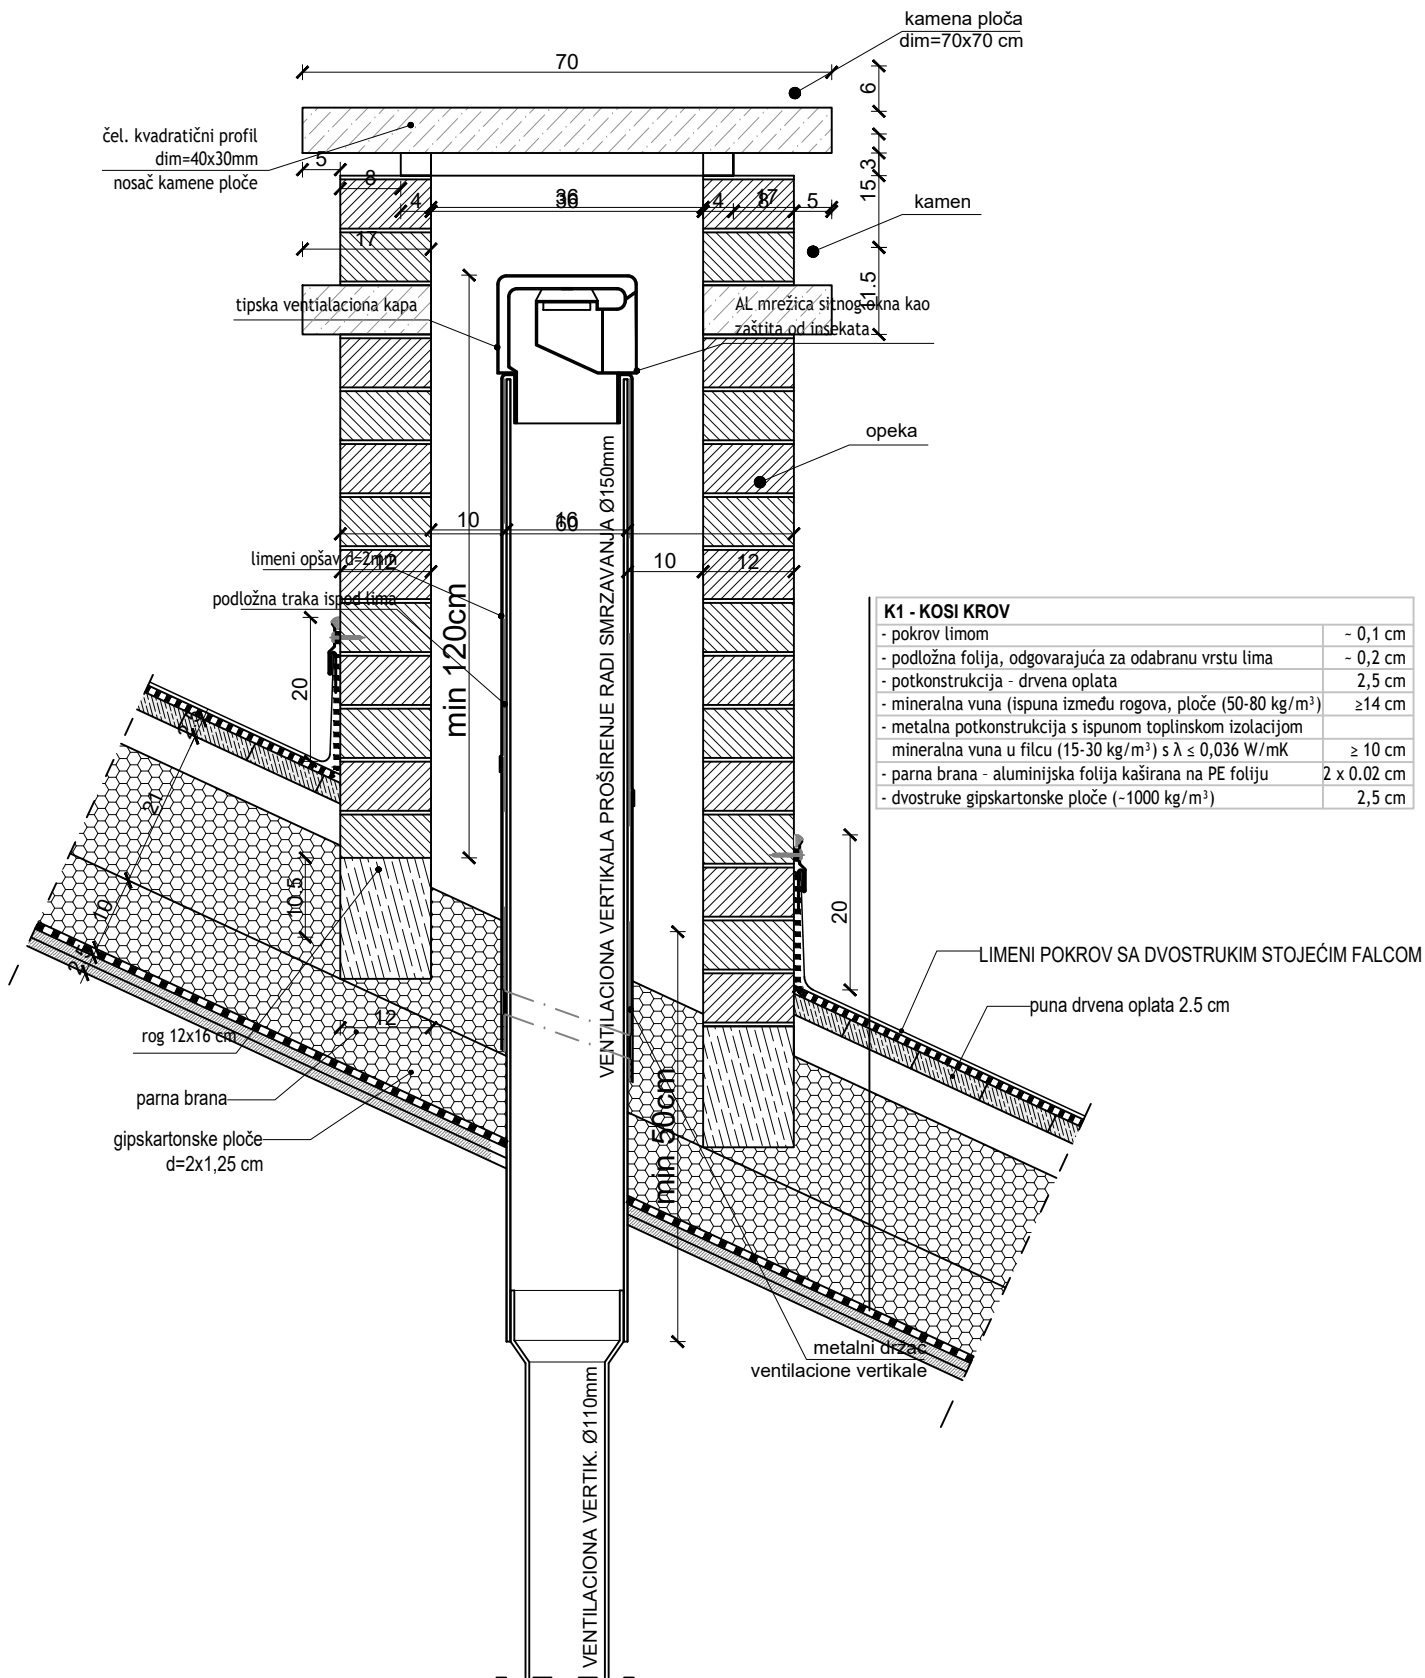 kamena ploča
dim=70x70 cm
70
6
čel. kvadratični profil
dim=40x30mm
nosač kamene ploče
5
8
4
36
4
8
17
5
3
15
kamen
17
11.5
tipska ventialaciona kapa
AL mrežica sitnog okna kao
zaštita od insekata
opeka
10
16
60
limeni opšav d=2mm
12
10
12
podložna traka ispod lima
min 120cm
VENTILACIONA VERTIKALA PROŠIRENJE RADI SMRZAVANJA Ø150mm
20
K1 - KOSI KROV
- pokrov limom ~ 0,1 cm
- podložna folija, odgovarajuća za odabranu vrstu lima ~ 0,2 cm
- potkonstrukcija - drvena oplata 2,5 cm
- mineralna vuna (ispuna između rogova, ploče (50-80 kg/m³) ≥14 cm
- metalna potkonstrukcija s ispunom toplinskom izolacijom
mineralna vuna u filcu (15-30 kg/m³) s λ ≤ 0,036 W/mK ≥ 10 cm
- parna brana - aluminijska folija kaširana na PE foliju 2 x 0.02 cm
- dvostruke gipskartonske ploče (~1000 kg/m³) 2,5 cm
21
10.5
10
2.5
20
LIMENI POKROV SA DVOSTRUKIM STOJEĆIM FALCOM
puna drvena oplata 2.5 cm
12
rog 12x16 cm
parna brana
gipskartonske ploče
d=2x1,25 cm
min 50cm
metalni držač
ventilacione vertikale
VENTILACIONA VERTIK. Ø110mm